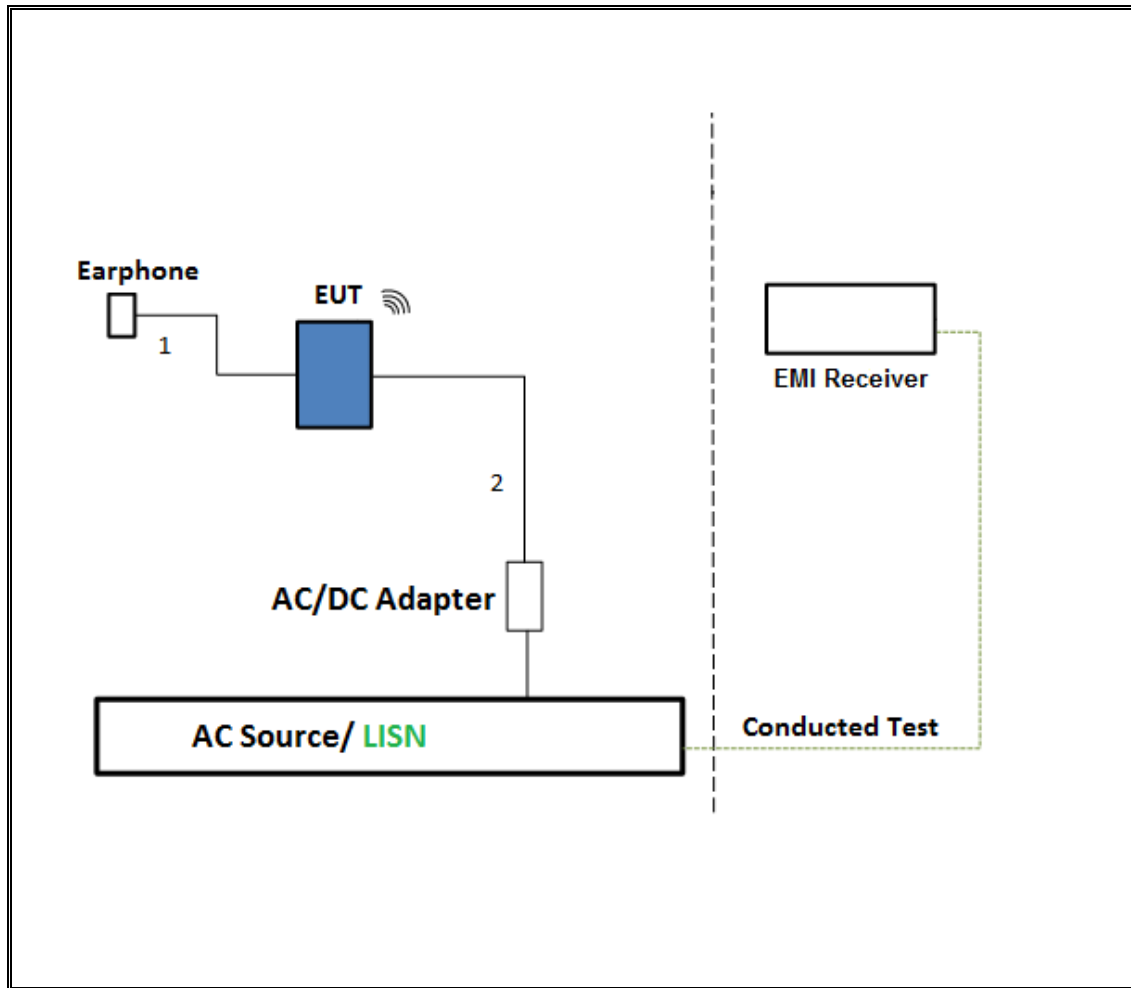 Earphone
1
EUT
EMI Receiver
2
AC/DC Adapter
AC Source/ LISN
Conducted Test